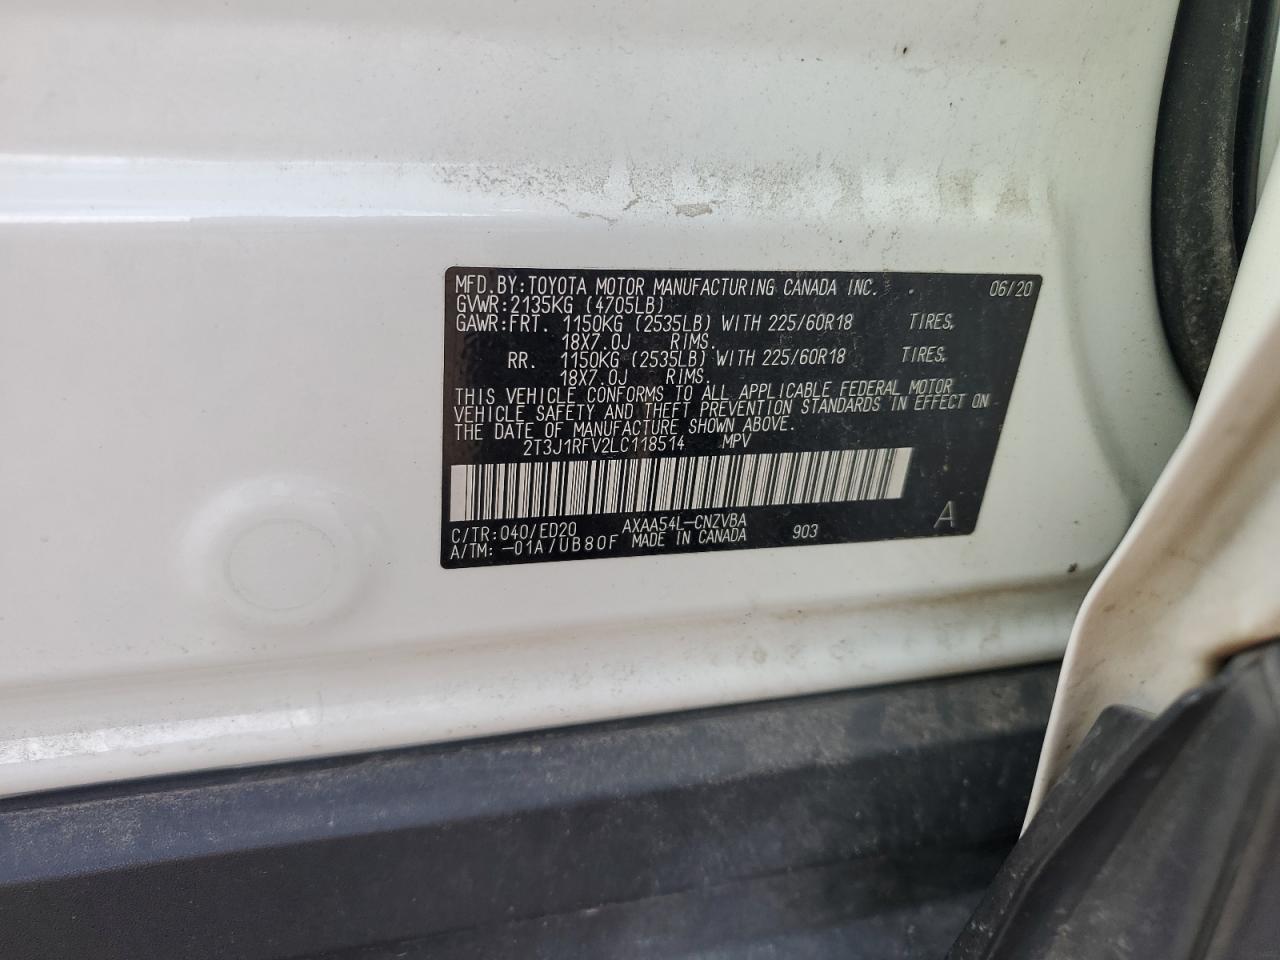 MFD.BY:TOYOTA MOTOR MANUFACTURING CANADA INC. 06/20
GVWR:2135KG (4705LB)
GAWR:FRT. 1150KG (2535LB) WITH 225/60R18 TIRES,
18X7.0J RIMS.
RR. 1150KG (2535LB) WITH 225/60R18 TIRES,
18X7.0J RIMS.
THIS VEHICLE CONFORMS TO ALL APPLICABLE FEDERAL MOTOR
VEHICLE SAFETY AND THEFT PREVENTION STANDARDS IN EFFECT ON
THE DATE OF MANUFACTURE SHOWN ABOVE.
2T3J1RFV2LC118514 MPV
C/TR:040/ED20 AXAA54L-CNZVBA A
A/TM:-01A/UB80F MADE IN CANADA 903